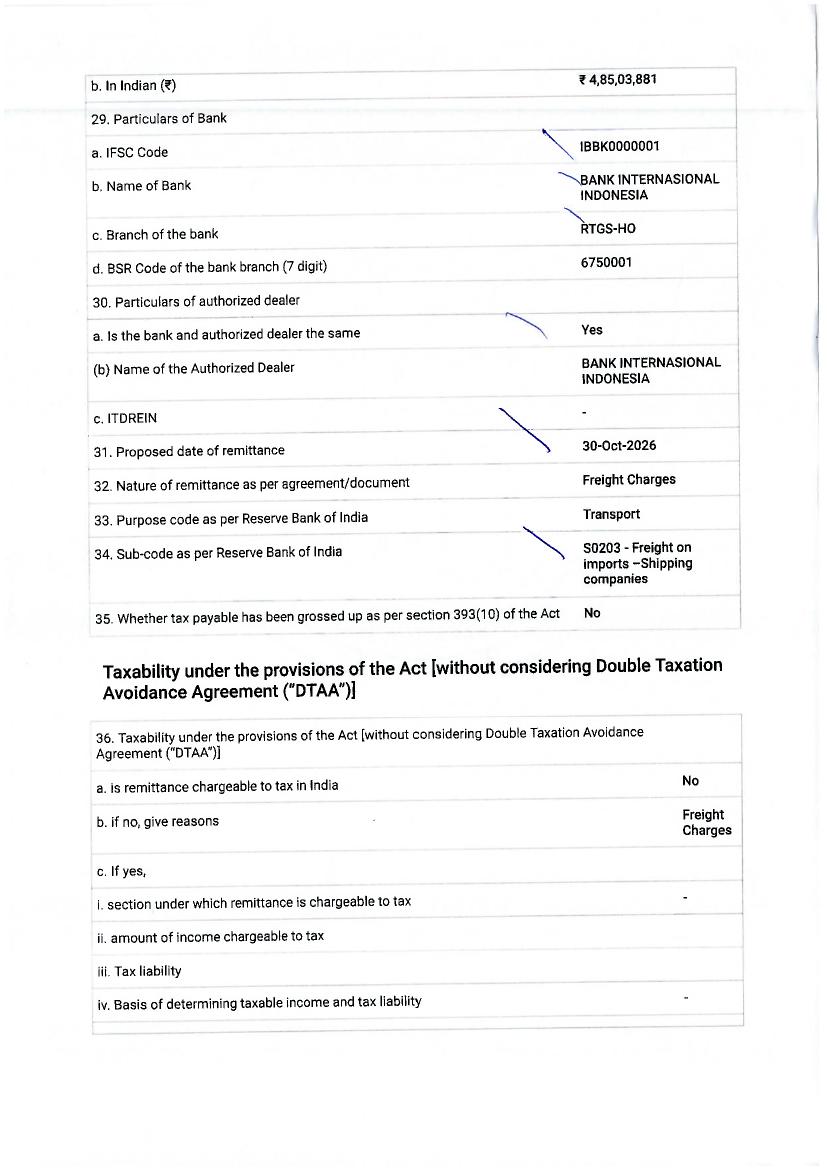 b. In Indian (₹) ₹ 4,85,03,881
29. Particulars of Bank
a. IFSC Code IBBK0000001
b. Name of Bank BANK INTERNASIONAL
INDONESIA
c. Branch of the bank RTGS-HO
d. BSR Code of the bank branch (7 digit) 6750001
30. Particulars of authorized dealer
a. Is the bank and authorized dealer the same Yes
(b) Name of the Authorized Dealer BANK INTERNASIONAL
INDONESIA
c. ITDREIN -
31. Proposed date of remittance 30-Oct-2026
32. Nature of remittance as per agreement/document Freight Charges
33. Purpose code as per Reserve Bank of India Transport
34. Sub-code as per Reserve Bank of India S0203 - Freight on
imports –Shipping
companies
35. Whether tax payable has been grossed up as per section 393(10) of the Act No
Taxability under the provisions of the Act [without considering Double Taxation
Avoidance Agreement ("DTAA")]
36. Taxability under the provisions of the Act [without considering Double Taxation Avoidance
Agreement ("DTAA")]
a. is remittance chargeable to tax in India No
b. if no, give reasons Freight
Charges
c. If yes,
i. section under which remittance is chargeable to tax -
ii. amount of income chargeable to tax
iii. Tax liability
iv. Basis of determining taxable income and tax liability -